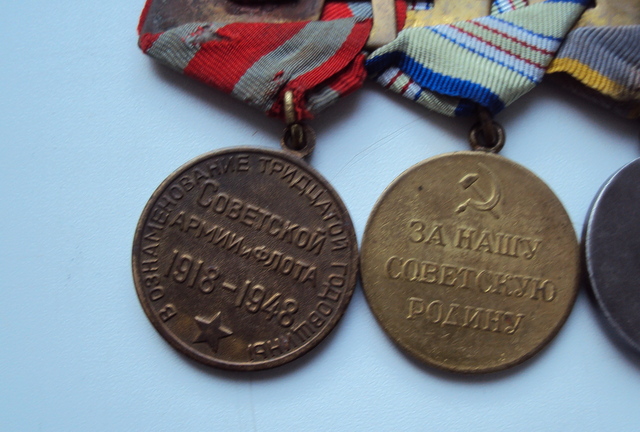 В ОЗНАМЕНОВАНИЕ ТРИДЦАТОЙ ГОДОВЩИНЫ
СОВЕТСКОЙ
АРМИИ И ФЛОТА
1918-1948
ЗА НАШУ
СОВЕТСКУЮ
РОДИНУ